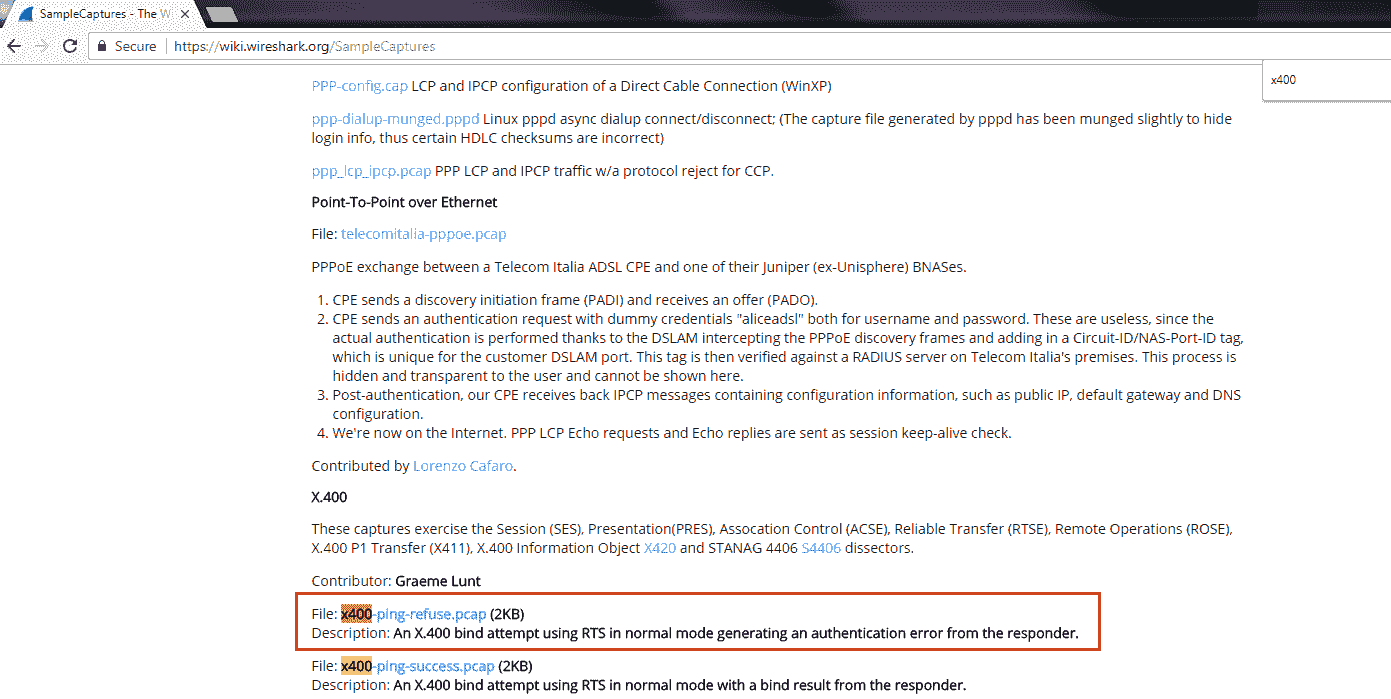 SampleCaptures - The W
Secure https://wiki.wireshark.org/SampleCaptures
x400
PPP-config.cap LCP and IPCP configuration of a Direct Cable Connection (WinXP)
ppp-dialup-munged.pppd Linux pppd async dialup connect/disconnect; (The capture file generated by pppd has been munged slightly to hide
login info, thus certain HDLC checksums are incorrect)
ppp_lcp_ipcp.pcap PPP LCP and IPCP traffic w/a protocol reject for CCP.
Point-To-Point over Ethernet
File: telecomitalia-pppoe.pcap
PPPoE exchange between a Telecom Italia ADSL CPE and one of their Juniper (ex-Unisphere) BNASes.
1. CPE sends a discovery initiation frame (PADI) and receives an offer (PADO).
2. CPE sends an authentication request with dummy credentials "aliceadsl" both for username and password. These are useless, since the
actual authentication is performed thanks to the DSLAM intercepting the PPPoE discovery frames and adding in a Circuit-ID/NAS-Port-ID tag,
which is unique for the customer DSLAM port. This tag is then verified against a RADIUS server on Telecom Italia's premises. This process is
hidden and transparent to the user and cannot be shown here.
3. Post-authentication, our CPE receives back IPCP messages containing configuration information, such as public IP, default gateway and DNS
configuration.
4. We're now on the Internet. PPP LCP Echo requests and Echo replies are sent as session keep-alive check.
Contributed by Lorenzo Cafaro.
X.400
These captures exercise the Session (SES), Presentation(PRES), Assocation Control (ACSE), Reliable Transfer (RTSE), Remote Operations (ROSE),
X.400 P1 Transfer (X411), X.400 Information Object X420 and STANAG 4406 S4406 dissectors.
Contributor: Graeme Lunt
File: x400-ping-refuse.pcap (2KB)
Description: An X.400 bind attempt using RTS in normal mode generating an authentication error from the responder.
File: x400-ping-success.pcap (2KB)
Description: An X.400 bind attempt using RTS in normal mode with a bind result from the responder.